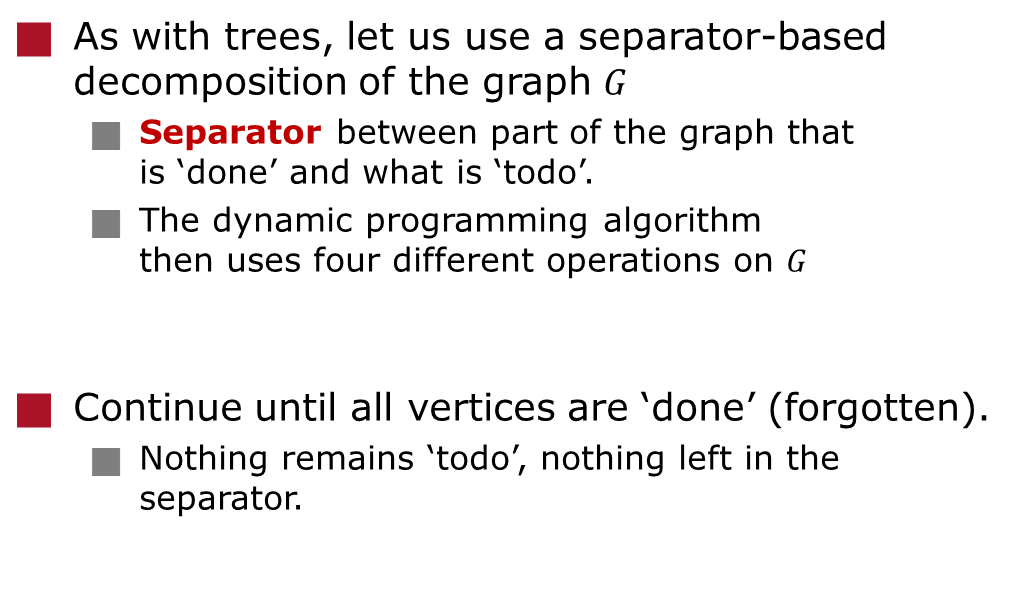 As with trees, let us use a separator-based
decomposition of the graph G
Separator between part of the graph that
is ‘done’ and what is ‘todo’.
The dynamic programming algorithm
then uses four different operations on G
Continue until all vertices are ‘done’ (forgotten).
Nothing remains ‘todo’, nothing left in the
separator.